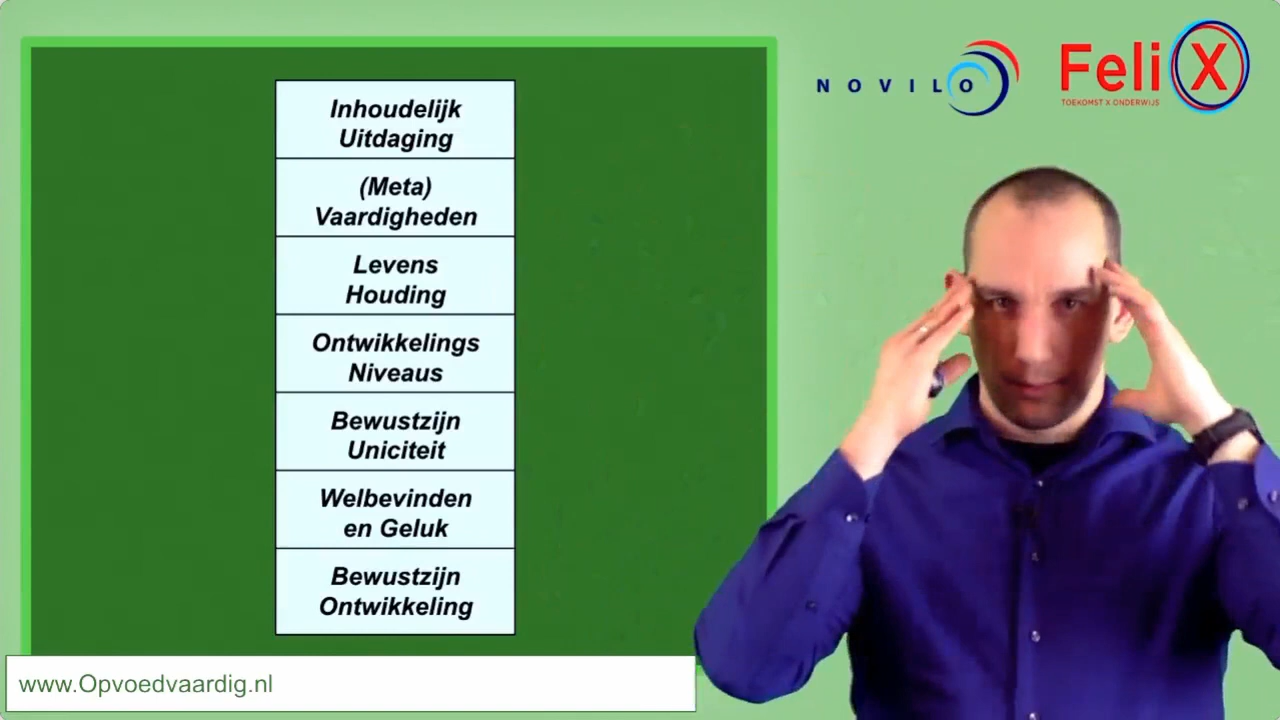 Inhoudelijk
Uitdaging
(Meta)
Vaardigheden
Levens
Houding
Ontwikkelings
Niveaus
Bewustzijn
Uniciteit
Welbevinden
en Geluk
Bewustzijn
Ontwikkeling
www.Opvoedvaardig.nl
NOVILO
FeliX
TOEKOMST X ONDERWIJS